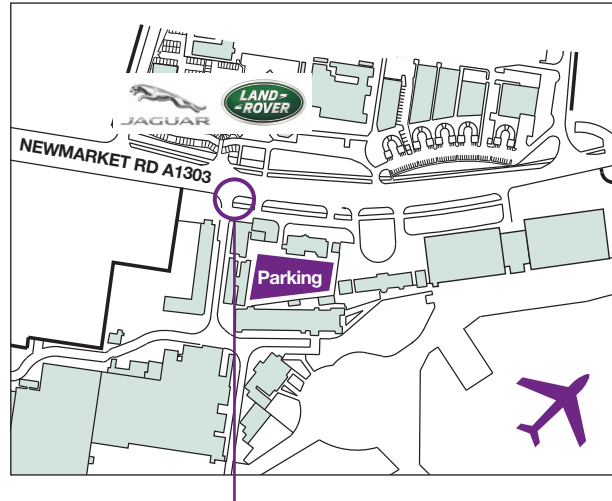 JAGUAR
LAND-
-ROVER
NEWMARKET RD A1303
Parking